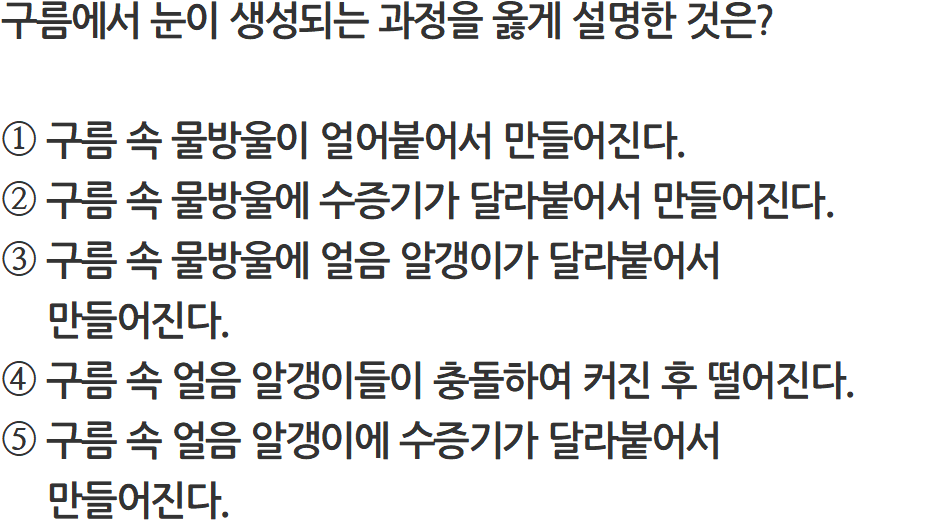 구름에서 눈이 생성되는 과정을 옳게 설명한 것은?
① 구름 속 물방울이 얼어붙어서 만들어진다.
② 구름 속 물방울에 수증기가 달라붙어서 만들어진다.
③ 구름 속 물방울에 얼음 알갱이가 달라붙어서
만들어진다.
④ 구름 속 얼음 알갱이들이 충돌하여 커진 후 떨어진다.
⑤ 구름 속 얼음 알갱이에 수증기가 달라붙어서
만들어진다.